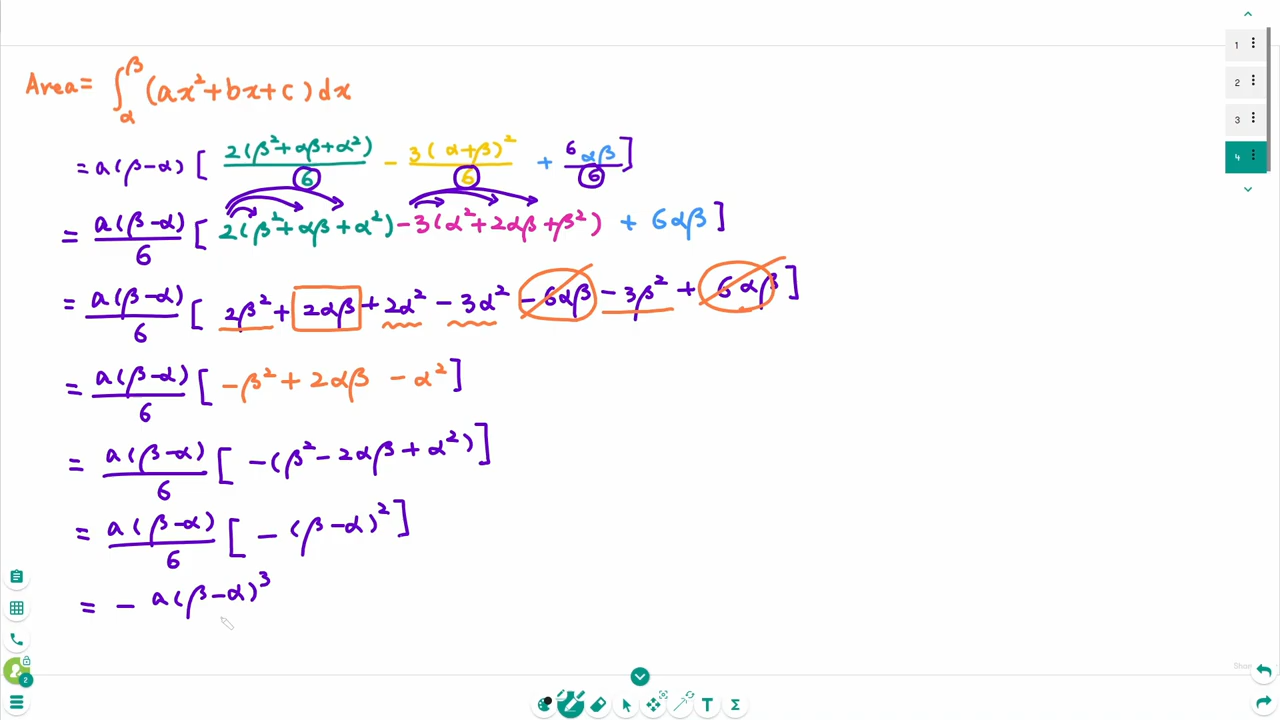 Area = ∫_α^β (ax² + bx + c) dx
= a(β-α) [ 2(β²+αβ+α²)/6 - 3(α+β)²/6 + 6αβ/6 ]
= a(β-α)/6 [ 2(β²+αβ+α²) - 3(α²+2αβ+β²) + 6αβ ]
= a(β-α)/6 [ 2β² + 2αβ + 2α² - 3α² - 6αβ - 3β² + 6αβ ]
= a(β-α)/6 [ -β² + 2αβ - α² ]
= a(β-α)/6 [ -(β² - 2αβ + α²) ]
= a(β-α)/6 [ -(β-α)² ]
= - a(β-α)³
1
2
3
4
2
T
Σ